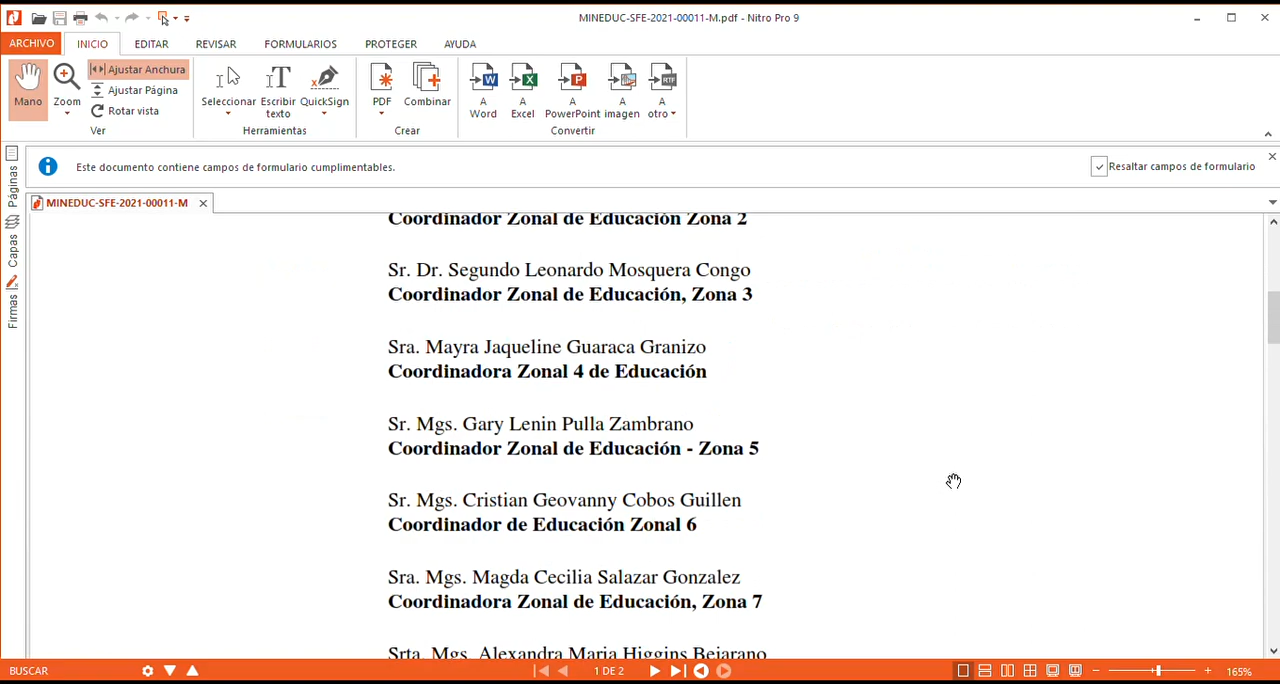 MINEDUC-SFE-2021-00011-M.pdf - Nitro Pro 9
ARCHIVO INICIO EDITAR REVISAR FORMULARIOS PROTEGER AYUDA
Mano
Zoom
Ajustar Anchura
Ajustar Página
Rotar vista
Ver
Seleccionar
Escribir texto
QuickSign
Herramientas
PDF
Combinar
Crear
A Word
A Excel
A PowerPoint
A imagen
A otro
Convertir
Este documento contiene campos de formulario cumplimentables.
Resaltar campos de formulario
Páginas
Capas
Firmas
MINEDUC-SFE-2021-00011-M
Coordinador Zonal de Educación Zona 2
Sr. Dr. Segundo Leonardo Mosquera Congo
Coordinador Zonal de Educación, Zona 3
Sra. Mayra Jaqueline Guaraca Granizo
Coordinadora Zonal 4 de Educación
Sr. Mgs. Gary Lenin Pulla Zambrano
Coordinador Zonal de Educación - Zona 5
Sr. Mgs. Cristian Geovanny Cobos Guillen
Coordinador de Educación Zonal 6
Sra. Mgs. Magda Cecilia Salazar Gonzalez
Coordinadora Zonal de Educación, Zona 7
Srta. Mgs. Alexandra Maria Higgins Bejarano
BUSCAR
1 DE 2
165%